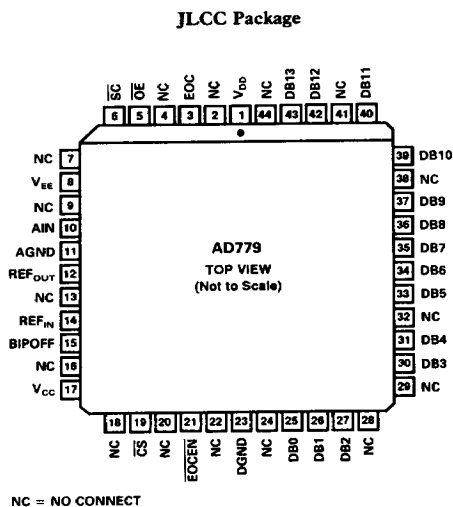 JLCC Package
SC OE NC EOC NC VDD NC DB13 DB12 NC DB11
6 5 4 3 2 1 44 43 42 41 40
NC 7
VEE 8
NC 9
AIN 10
AGND 11
REFOUT 12
NC 13
REFIN 14
BIPOFF 15
NC 16
VCC 17
AD779
TOP VIEW
(Not to Scale)
39 DB10
38 NC
37 DB9
36 DB8
35 DB7
34 DB6
33 DB5
32 NC
31 DB4
30 DB3
29 NC
18 19 20 21 22 23 24 25 26 27 28
NC CS NC EOCEN NC DGND NC DB0 DB1 DB2 NC
NC = NO CONNECT